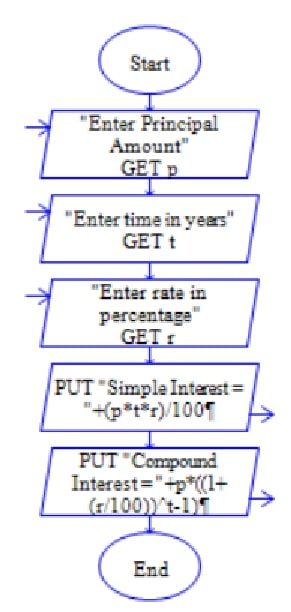 Start
"Enter Principal
Amount"
GET p
"Enter time in years"
GET t
"Enter rate in
percentage"
GET r
PUT "Simple Interest =
"+(p*t*r)/100¶
PUT "Compound
Interest="+p*((1+
(r/100))^t-1)¶
End